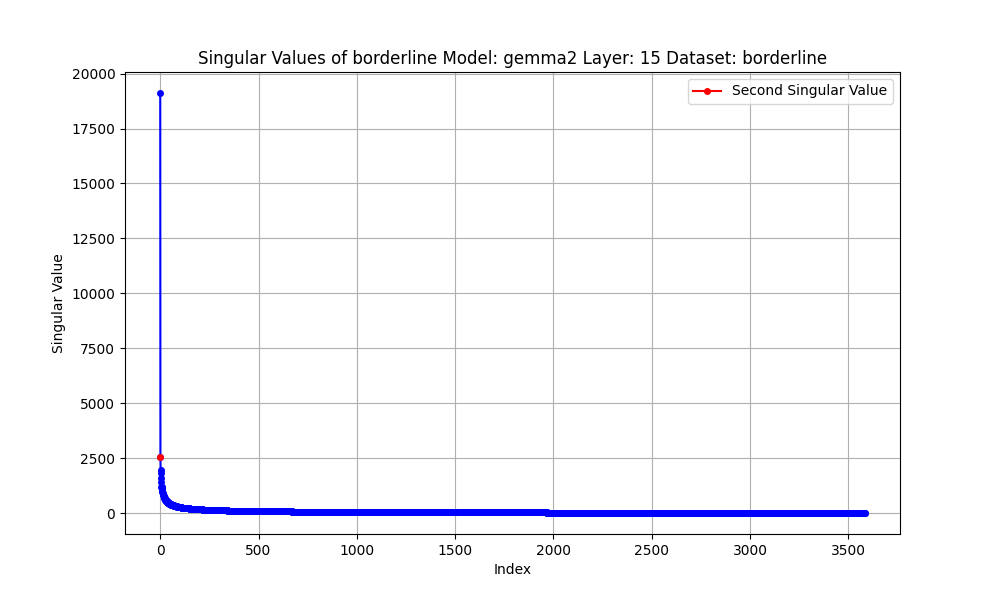 Singular Values of borderline Model: gemma2 Layer: 15 Dataset: borderline
Second Singular Value
20000
17500
15000
12500
10000
7500
5000
2500
0
Singular Value
0 500 1000 1500 2000 2500 3000 3500
Index